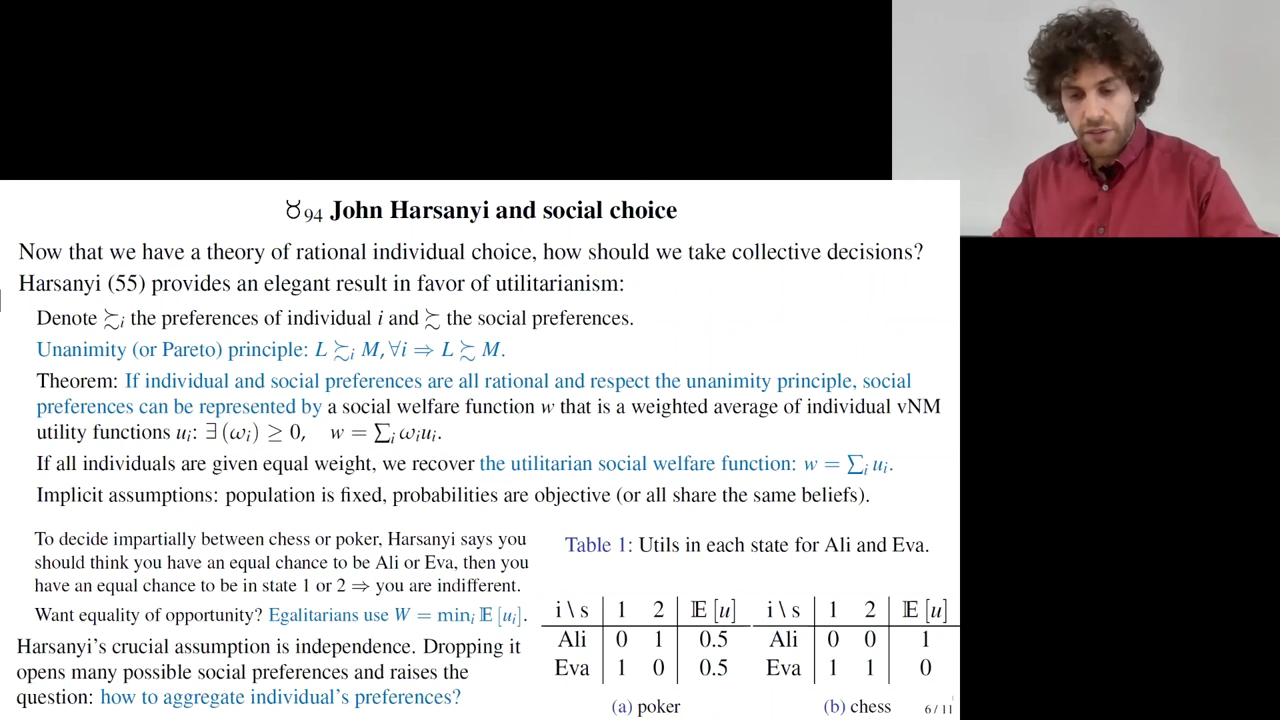 ♉94 John Harsanyi and social choice
Now that we have a theory of rational individual choice, how should we take collective decisions?
Harsanyi (55) provides an elegant result in favor of utilitarianism:
Denote ≿i the preferences of individual i and ≿ the social preferences.
Unanimity (or Pareto) principle: L ≿i M, ∀i ⇒ L ≿ M.
Theorem: If individual and social preferences are all rational and respect the unanimity principle, social
preferences can be represented by a social welfare function w that is a weighted average of individual vNM
utility functions ui: ∃ (ωi) ≥ 0, w = ∑i ωiui.
If all individuals are given equal weight, we recover the utilitarian social welfare function: w = ∑i ui.
Implicit assumptions: population is fixed, probabilities are objective (or all share the same beliefs).
To decide impartially between chess or poker, Harsanyi says you
should think you have an equal chance to be Ali or Eva, then you
have an equal chance to be in state 1 or 2 ⇒ you are indifferent.
Want equality of opportunity? Egalitarians use W = mini 𝔼 [ui].
Harsanyi's crucial assumption is independence. Dropping it
opens many possible social preferences and raises the
question: how to aggregate individual's preferences?
Table 1: Utils in each state for Ali and Eva.
i \ s 1 2 𝔼 [u]
Ali 0 1 0.5
Eva 1 0 0.5
(a) poker
i \ s 1 2 𝔼 [u]
Ali 0 0 1
Eva 1 1 0
(b) chess
6 / 11